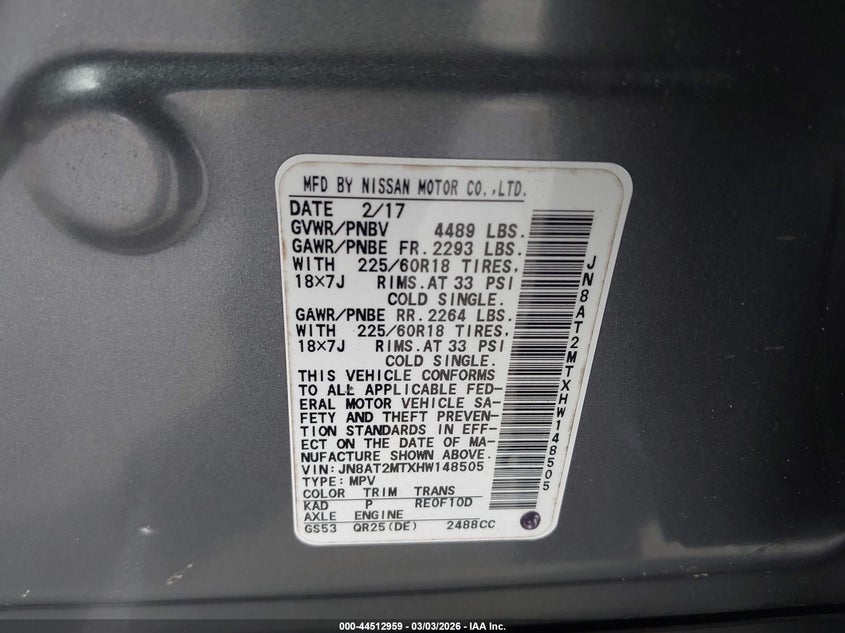 MFD BY NISSAN MOTOR CO.,LTD.
DATE 2/17
GVWR/PNBV 4489 LBS.
GAWR/PNBE FR. 2293 LBS.
WITH 225/60R18 TIRES,
18×7J RIMS.AT 33 PSI
COLD SINGLE.
GAWR/PNBE RR. 2264 LBS.
WITH 225/60R18 TIRES,
18×7J RIMS.AT 33 PSI
COLD SINGLE.
THIS VEHICLE CONFORMS
TO ALL APPLICABLE FED-
ERAL MOTOR VEHICLE SA-
FETY AND THEFT PREVEN-
TION STANDARDS IN EFF-
ECT ON THE DATE OF MA-
NUFACTURE SHOWN ABOVE.
VIN:JN8AT2MTXHW148505
TYPE:MPV
COLOR TRIM TRANS
KAD P RE0F10D
AXLE ENGINE
GS53 QR25(DE) 2488CC
JN8AT2MTXHW148505
000-44512959 - 03/03/2026 - IAA Inc.